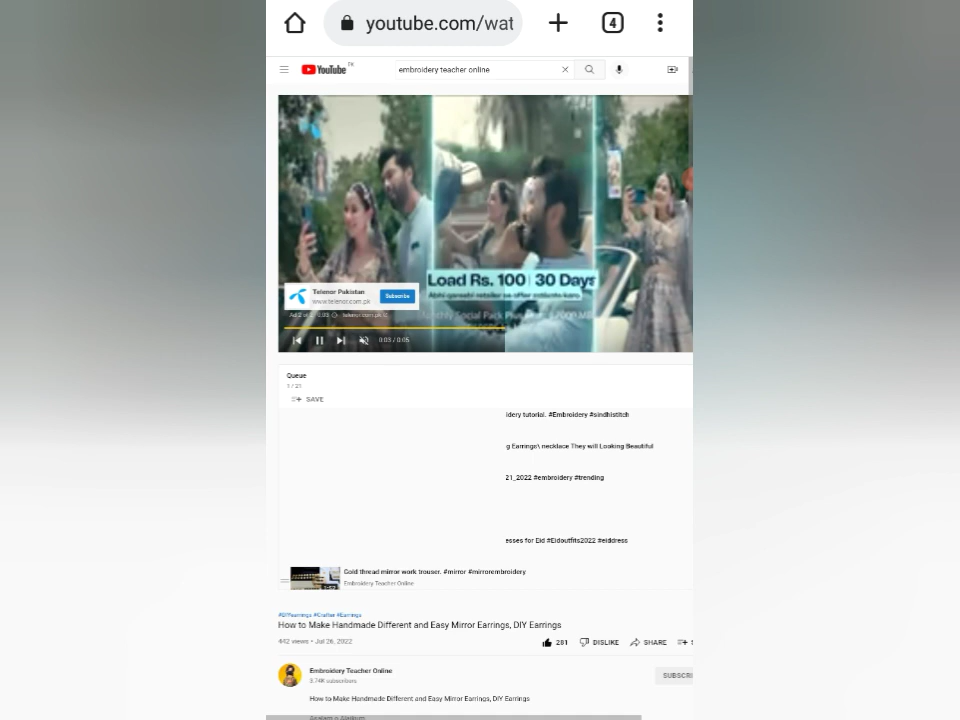 youtube.com/wat
4
YouTube PK
embroidery teacher online
Load Rs. 100 30 Days
Telenor Pakistan
www.telenor.com.pk
Subscribe
0:03 / 0:05
Queue
1 / 21
SAVE
idery tutorial. #Embroidery #sindhistitch
g Earrings\ necklace They will Looking Beautiful
21_2022 #embroidery #trending
esses for Eid #Eidoutfits2022 #eiddress
Gold thread mirror work trouser. #mirror #mirrorembroidery
Embroidery Teacher Online
#DIYearrings #Crafter #Earrings
How to Make Handmade Different and Easy Mirror Earrings, DIY Earrings
442 views • Jul 26, 2022
281 DISLIKE SHARE S
Embroidery Teacher Online
3.74K subscribers
SUBSCRI
How to Make Handmade Different and Easy Mirror Earrings, DIY Earrings